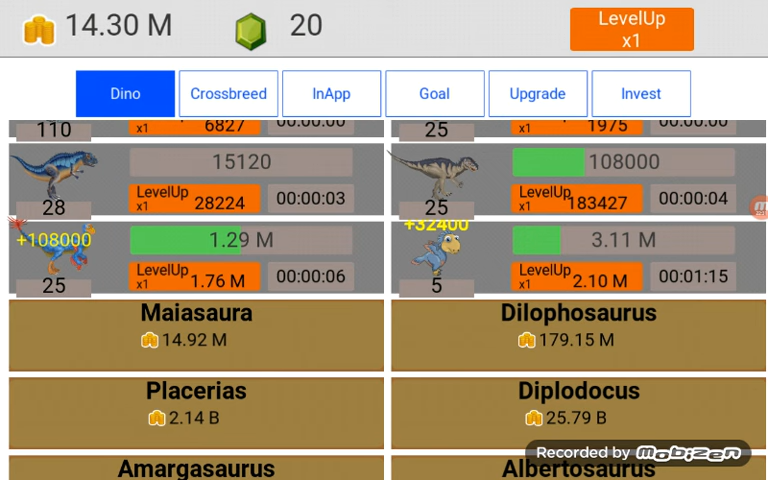 14.30 M
20
LevelUp
x1
Dino
Crossbreed
InApp
Goal
Upgrade
Invest
110
x1
6827
00:00:00
25
x1
1975
00:00:00
15120
28
LevelUp
x1
28224
00:00:03
108000
25
LevelUp
x1
183427
00:00:04
+108000
1.29 M
25
LevelUp
x1
1.76 M
00:00:06
+32400
3.11 M
5
LevelUp
x1
2.10 M
00:01:15
Maiasaura
14.92 M
Dilophosaurus
179.15 M
Placerias
2.14 B
Diplodocus
25.79 B
Amargasaurus
Albertosaurus
Recorded by Mobizen